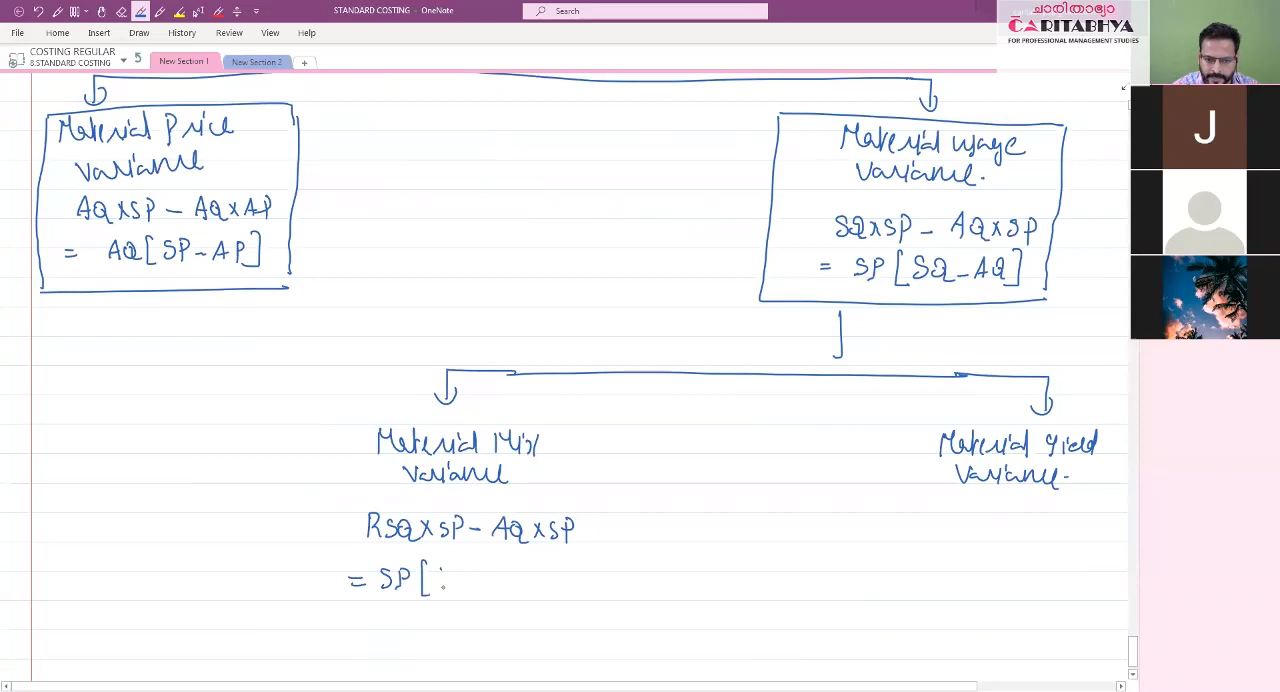 STANDARD COSTING - OneNote
Search
ചാരിതാഭ്യാ
CARITABHYA
FOR PROFESSIONAL MANAGEMENT STUDIES
File Home Insert Draw History Review View Help
COSTING REGULAR
8.STANDARD COSTING
5
New Section 1 New Section 2 +
Material Price
variance
AQ×SP - AQ×AP
= AQ[SP-AP]
Material usage
variance.
SQ×SP - AQ×SP
= SP[SQ-AQ]
Material Mix
variance
RSQ×SP - AQ×SP
= SP[
Material Yield
variance.
J